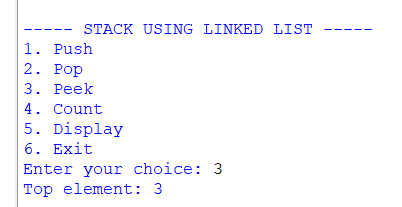 ----- STACK USING LINKED LIST -----
1. Push
2. Pop
3. Peek
4. Count
5. Display
6. Exit
Enter your choice: 3
Top element: 3